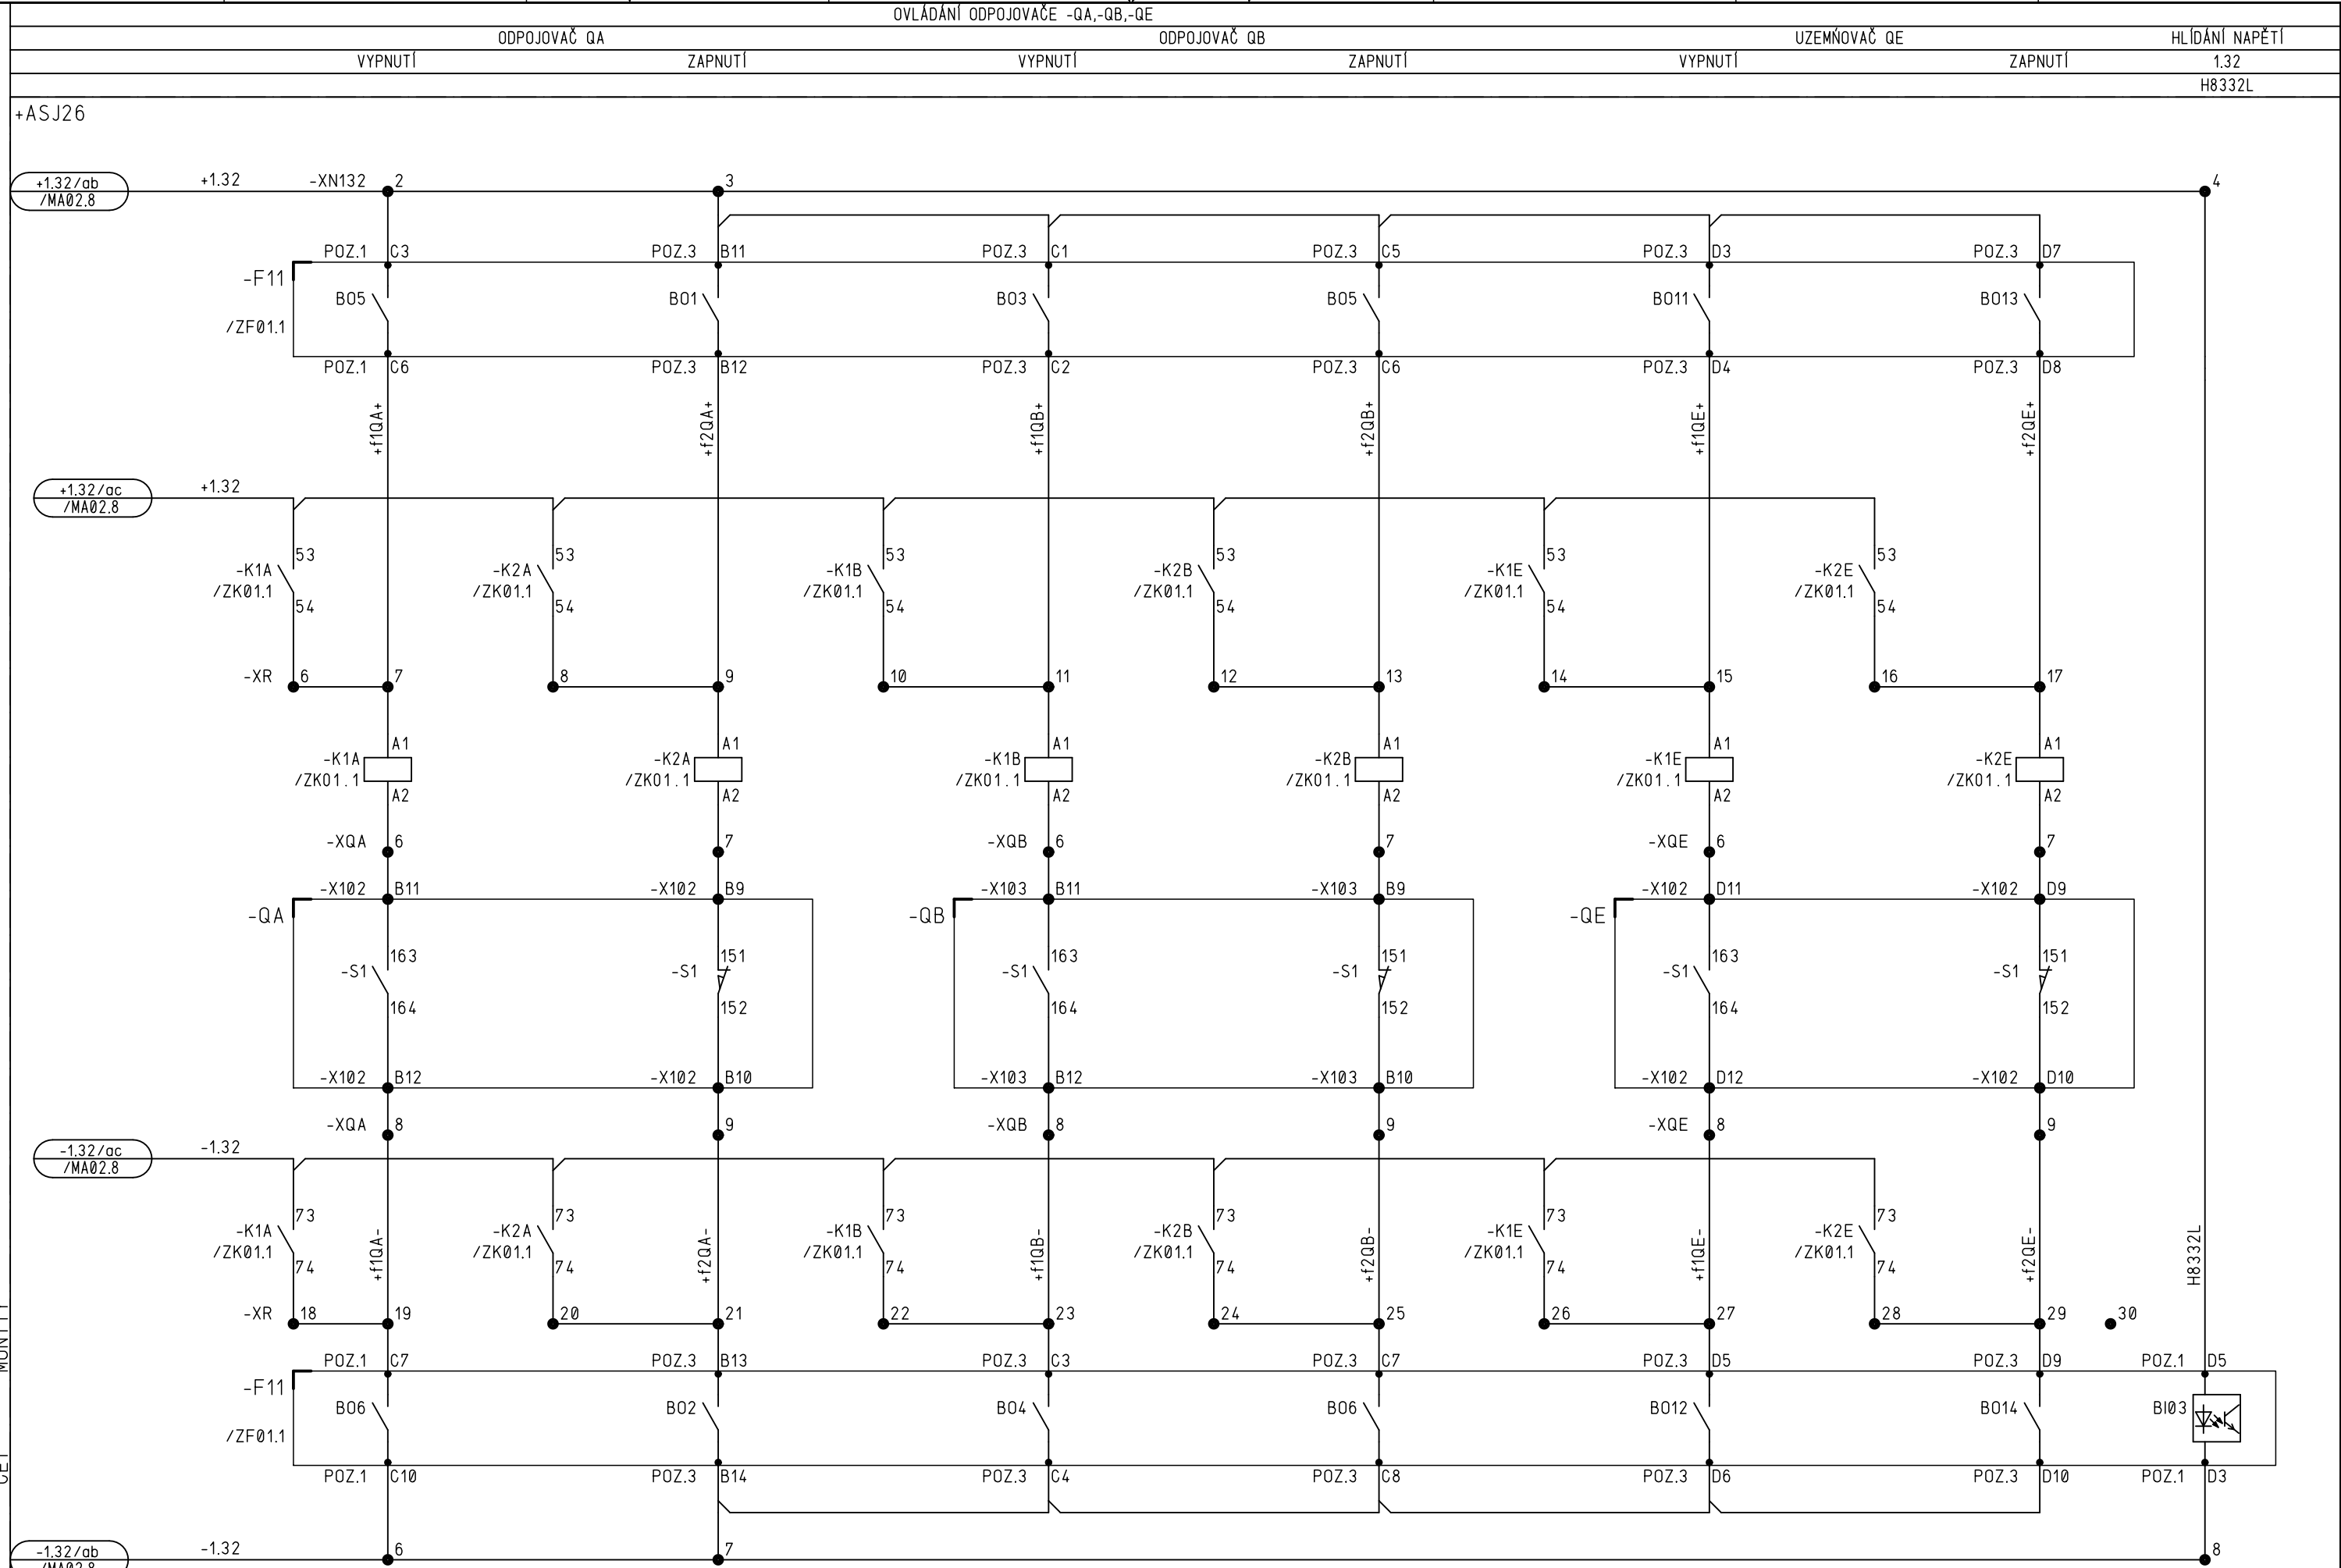 OVLÁDÁNÍ ODPOJOVAČE -QA,-QB,-QE
ODPOJOVAČ QA ODPOJOVAČ QB UZEMŇOVAČ QE HLÍDÁNÍ NAPĚTÍ
VYPNUTÍ ZAPNUTÍ VYPNUTÍ ZAPNUTÍ VYPNUTÍ ZAPNUTÍ 1.32
H8332L
+ASJ26
+1.32/ab +1.32 -XN132 2 3 4
/MA02.8
POZ.1 C3 POZ.3 B11 POZ.3 C1 POZ.3 C5 POZ.3 D3 POZ.3 D7
-F11
BO5 BO1 BO3 BO5 BO11 BO13
/ZF01.1
POZ.1 C6 POZ.3 B12 POZ.3 C2 POZ.3 C6 POZ.3 D4 POZ.3 D8
+f1QA+ +f2QA+ +f1QB+ +f2QB+ +f1QE+ +f2QE+
+1.32/ac +1.32
/MA02.8
53 53 53 53 53 53
-K1A -K2A -K1B -K2B -K1E -K2E
/ZK01.1 /ZK01.1 /ZK01.1 /ZK01.1 /ZK01.1 /ZK01.1
54 54 54 54 54 54
-XR 6 7 8 9 10 11 12 13 14 15 16 17
A1 A1 A1 A1 A1 A1
-K1A -K2A -K1B -K2B -K1E -K2E
/ZK01.1 /ZK01.1 /ZK01.1 /ZK01.1 /ZK01.1 /ZK01.1
A2 A2 A2 A2 A2 A2
-XQA 6 7 -XQB 6 7 -XQE 6 7
-X102 B11 -X102 B9 -X103 B11 -X103 B9 -X102 D11 -X102 D9
-QA -QB -QE
163 151 163 151 163 151
-S1 -S1 -S1 -S1 -S1 -S1
164 152 164 152 164 152
-X102 B12 -X102 B10 -X103 B12 -X103 B10 -X102 D12 -X102 D10
-XQA 8 9 -XQB 8 9 -XQE 8 9
-1.32/ac -1.32
/MA02.8
73 73 73 73 73 73
-K1A -K2A -K1B -K2B -K1E -K2E
/ZK01.1 /ZK01.1 /ZK01.1 /ZK01.1 /ZK01.1 /ZK01.1
74 74 74 74 74 74
+f1QA- +f2QA- +f1QB- +f2QB- +f1QE- +f2QE- H8332L
-XR 18 19 20 21 22 23 24 25 26 27 28 29 30
POZ.1 C7 POZ.3 B13 POZ.3 C3 POZ.3 C7 POZ.3 D5 POZ.3 D9 POZ.1 D5
-F11
BO6 BO2 BO4 BO6 BO12 BO14 BI03
/ZF01.1
POZ.1 C10 POZ.3 B14 POZ.3 C4 POZ.3 C8 POZ.3 D6 POZ.3 D10 POZ.1 D3
-1.32/ab -1.32 6 7 8
/MA02.8